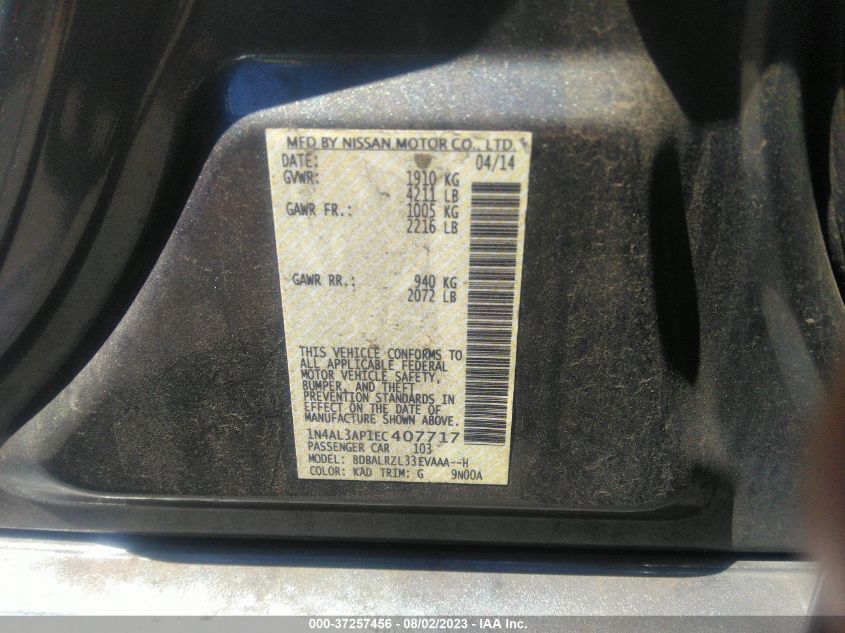 MFD BY NISSAN MOTOR CO., LTD.
DATE: 04/14
GVWR: 1910 KG
4211 LB
GAWR FR.: 1005 KG
2216 LB
GAWR RR.: 940 KG
2072 LB
THIS VEHICLE CONFORMS TO
ALL APPLICABLE FEDERAL
MOTOR VEHICLE SAFETY,
BUMPER, AND THEFT
PREVENTION STANDARDS IN
EFFECT ON THE DATE OF
MANUFACTURE SHOWN ABOVE.
1N4AL3AP1EC407717
PASSENGER CAR 103
MODEL: BDBALRZL33EVAAA--H
COLOR: KAD TRIM: G 9N00A
000-37257456 - 08/02/2023 - IAA Inc.